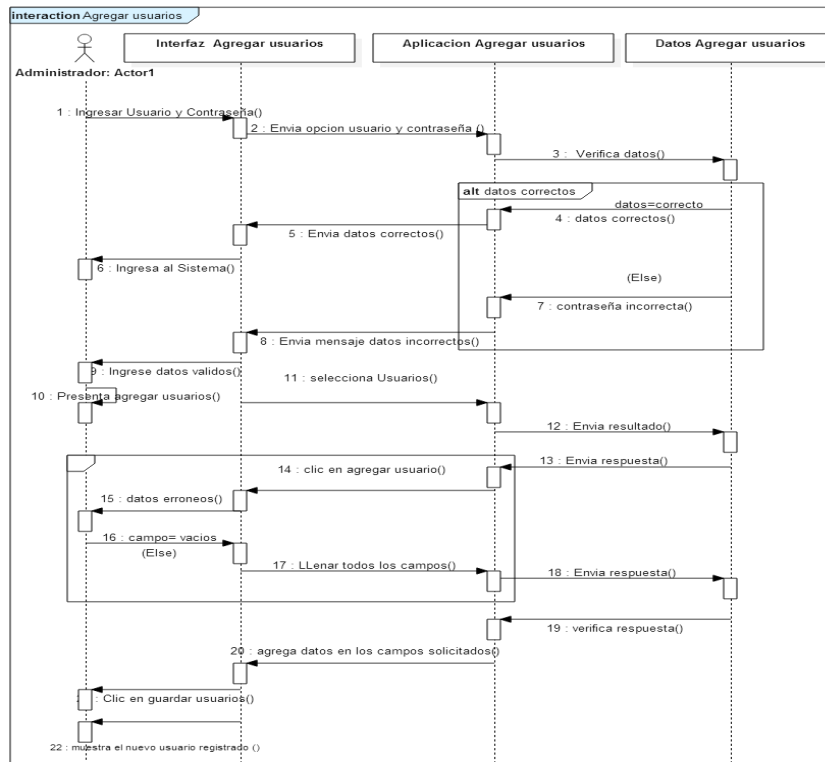 interaction Agregar usuarios
Interfaz Agregar usuarios
Aplicacion Agregar usuarios
Datos Agregar usuarios
Administrador: Actor1
1 : Ingresar Usuario y Contraseña()
2 : Envia opcion usuario y contraseña ()
3 : Verifica datos()
alt datos correctos
datos=correcto
4 : datos correctos()
5 : Envia datos correctos()
6 : Ingresa al Sistema()
(Else)
7 : contraseña incorrecta()
8 : Envia mensaje datos incorrectos()
9 : Ingrese datos validos()
11 : selecciona Usuarios()
10 : Presenta agregar usuarios()
12 : Envia resultado()
13 : Envia respuesta()
14 : clic en agregar usuario()
15 : datos erroneos()
16 : campo= vacios
(Else)
17 : LLenar todos los campos()
18 : Envia respuesta()
19 : verifica respuesta()
20 : agrega datos en los campos solicitados()
: Clic en guardar usuarios()
22 : muestra el nuevo usuario registrado ()